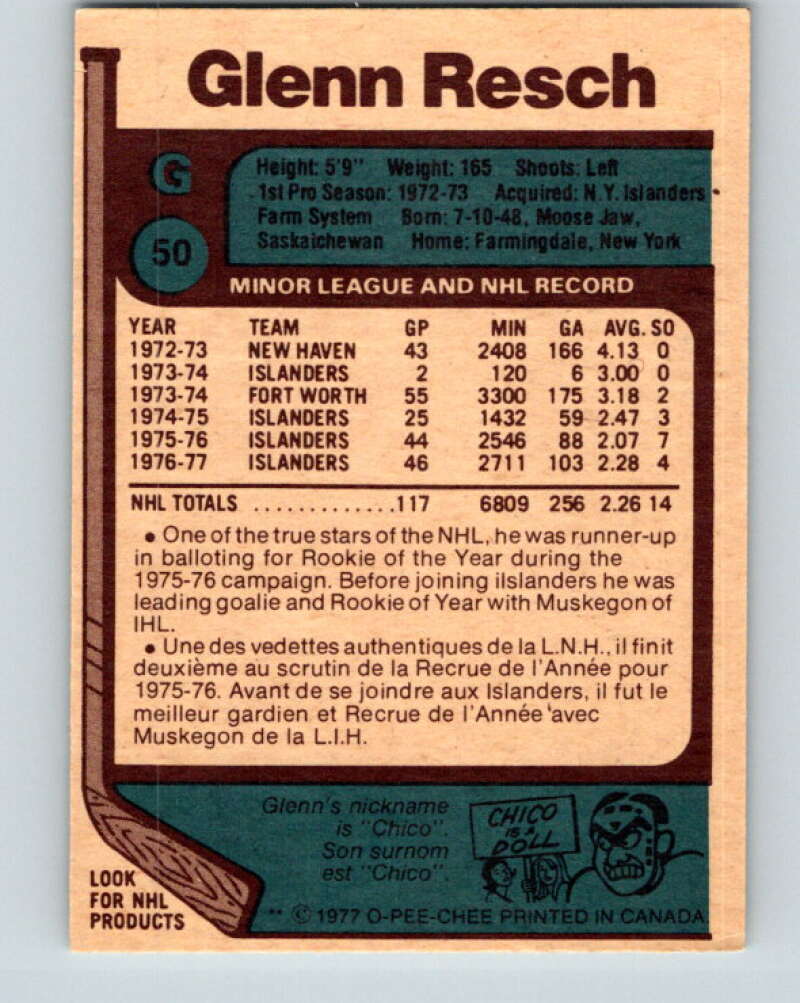 Glenn Resch
G
50
Height: 5'9" Weight: 165 Shoots: Left
1st Pro Season: 1972-73 Acquired: N.Y. Islanders
Farm System Born: 7-10-48, Moose Jaw,
Saskatchewan Home: Farmingdale, New York
MINOR LEAGUE AND NHL RECORD
YEAR TEAM GP MIN GA AVG. SO
1972-73 NEW HAVEN 43 2408 166 4.13 0
1973-74 ISLANDERS 2 120 6 3.00 0
1973-74 FORT WORTH 55 3300 175 3.18 2
1974-75 ISLANDERS 25 1432 59 2.47 3
1975-76 ISLANDERS 44 2546 88 2.07 7
1976-77 ISLANDERS 46 2711 103 2.28 4
NHL TOTALS .............117 6809 256 2.26 14
• One of the true stars of the NHL, he was runner-up
in balloting for Rookie of the Year during the
1975-76 campaign. Before joining iIslanders he was
leading goalie and Rookie of Year with Muskegon of
IHL.
• Une des vedettes authentiques de la L.N.H., il finit
deuxième au scrutin de la Recrue de l'Année pour
1975-76. Avant de se joindre aux Islanders, il fut le
meilleur gardien et Recrue de l'Année avec
Muskegon de la L.I.H.
Glenn's nickname
is "Chico".
Son surnom
est "Chico".
CHICO
IS A
DOLL
LOOK
FOR NHL
PRODUCTS
** © 1977 O-PEE-CHEE PRINTED IN CANADA